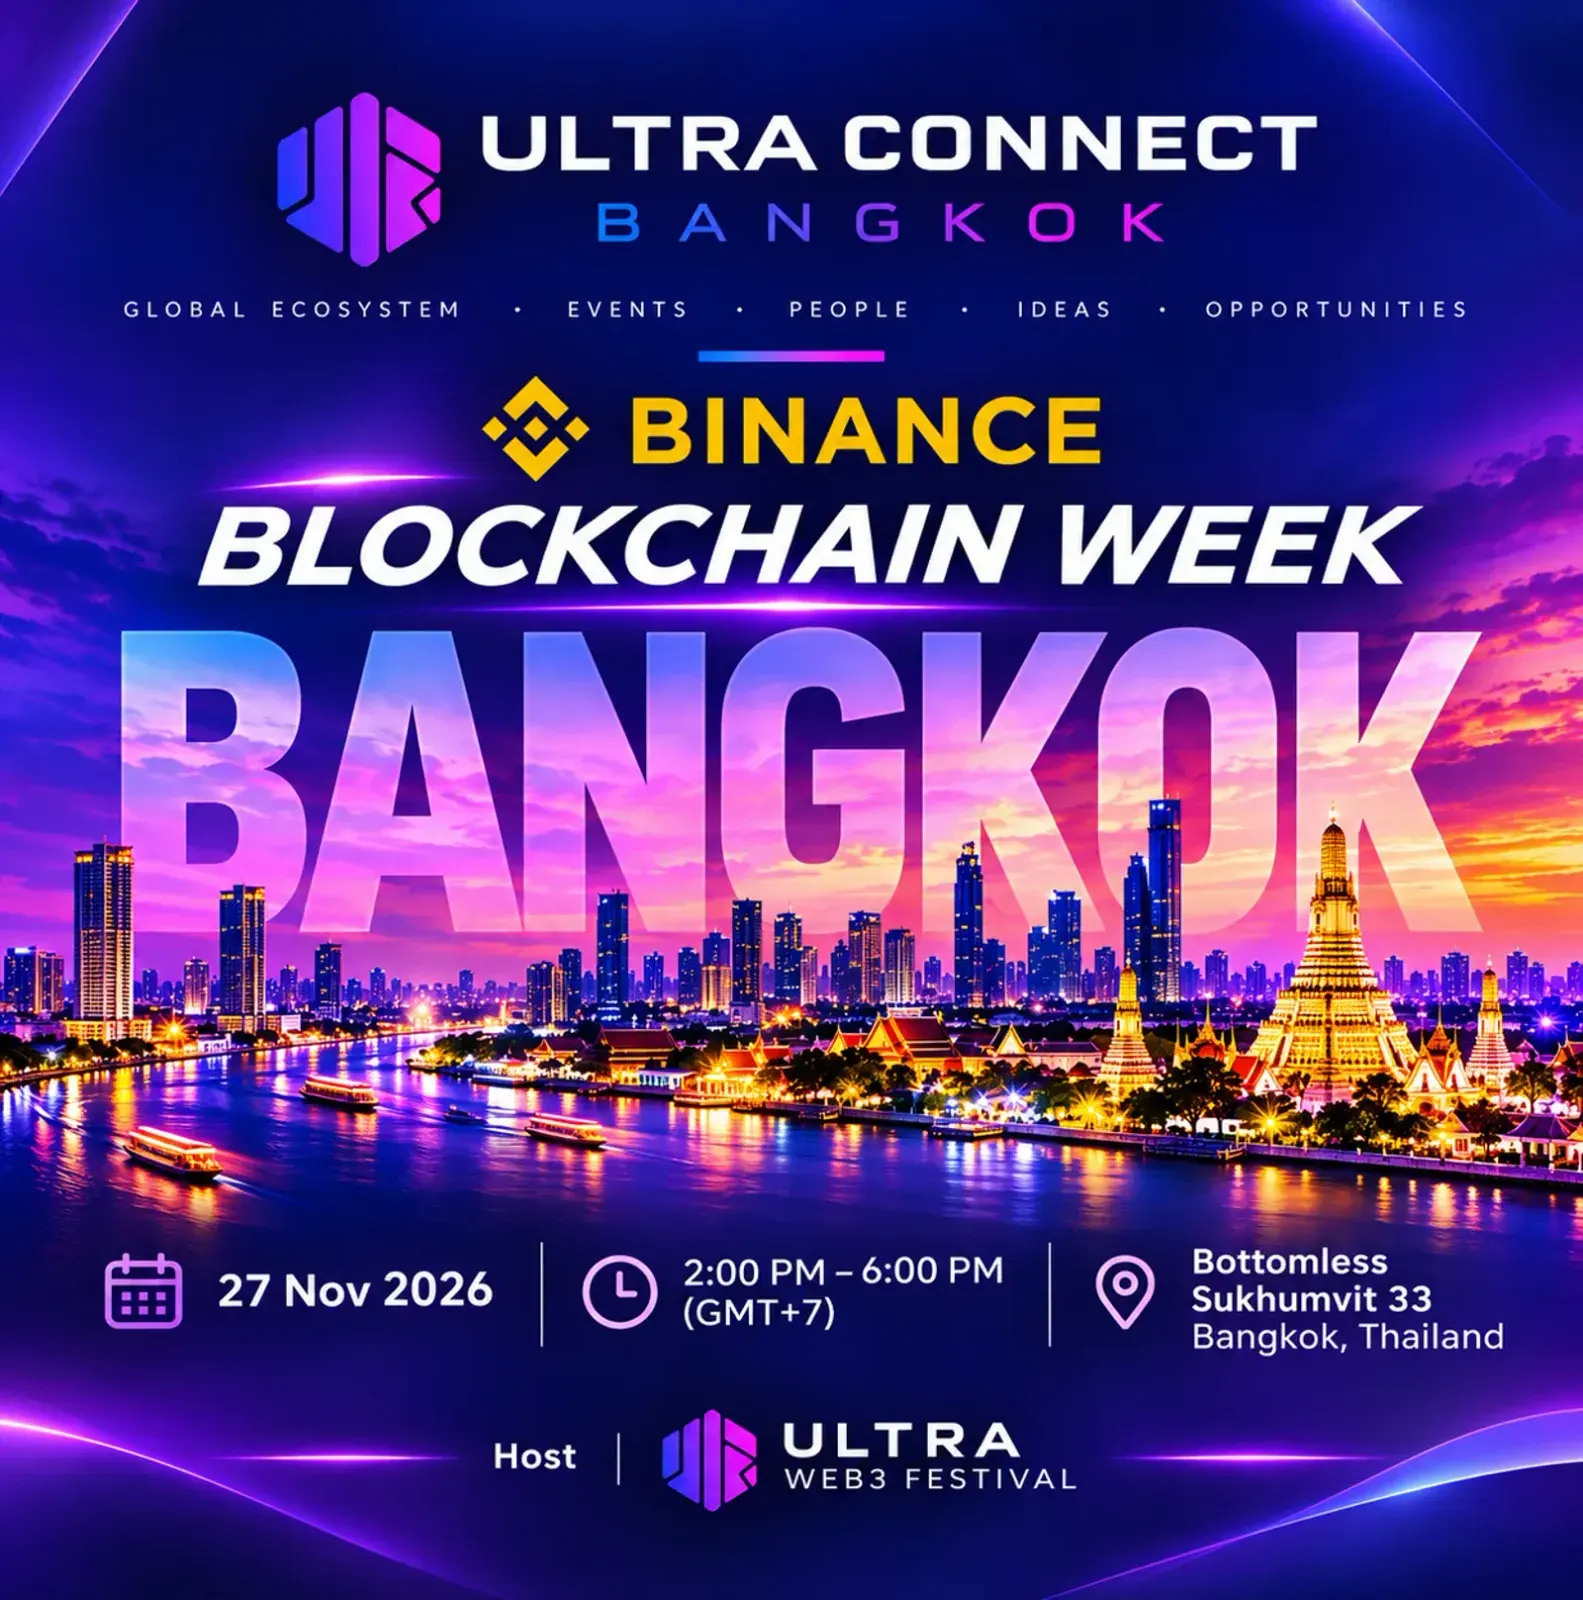 ULTRA CONNECT
BANGKOK
GLOBAL ECOSYSTEM · EVENTS · PEOPLE · IDEAS · OPPORTUNITIES
BINANCE
BLOCKCHAIN WEEK
BANGKOK
27 Nov 2026
2:00 PM – 6:00 PM
(GMT+7)
Bottomless
Sukhumvit 33
Bangkok, Thailand
Host
ULTRA
WEB3 FESTIVAL